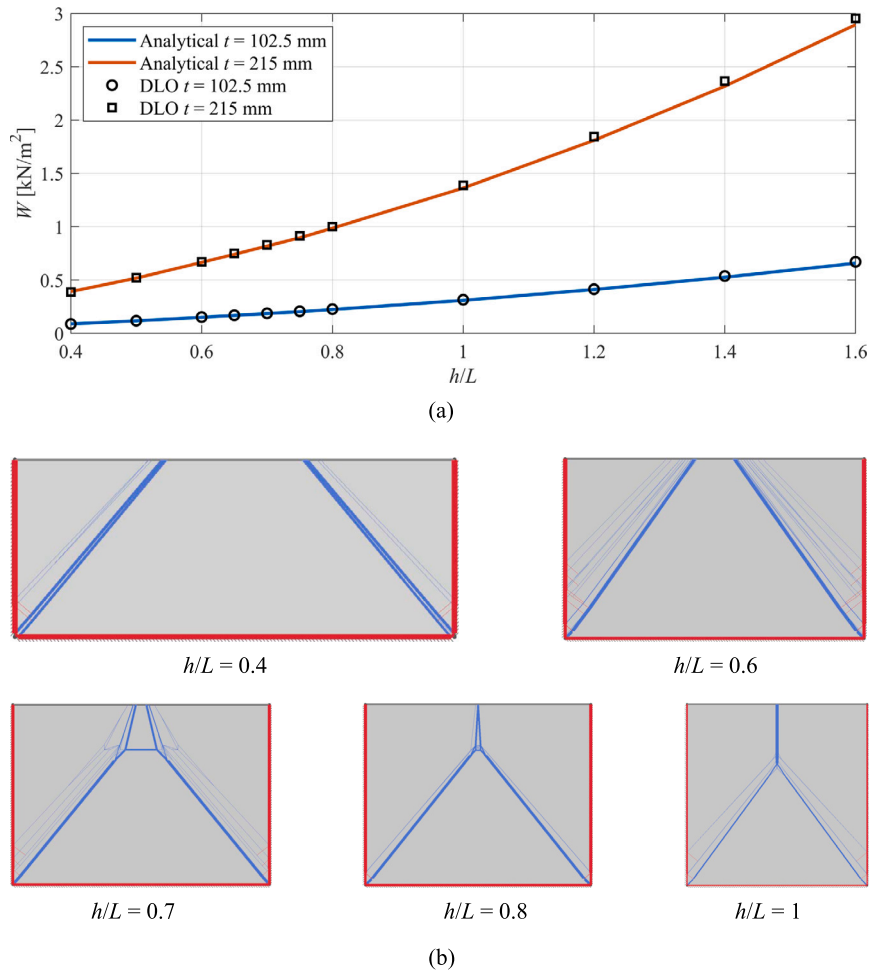 3
2.5
2
1.5
1
0.5
0
W [kN/m²]
Analytical t = 102.5 mm
Analytical t = 215 mm
DLO t = 102.5 mm
DLO t = 215 mm
0.4 0.6 0.8 1 1.2 1.4 1.6
h/L
(a)
h/L = 0.4 h/L = 0.6
h/L = 0.7 h/L = 0.8 h/L = 1
(b)